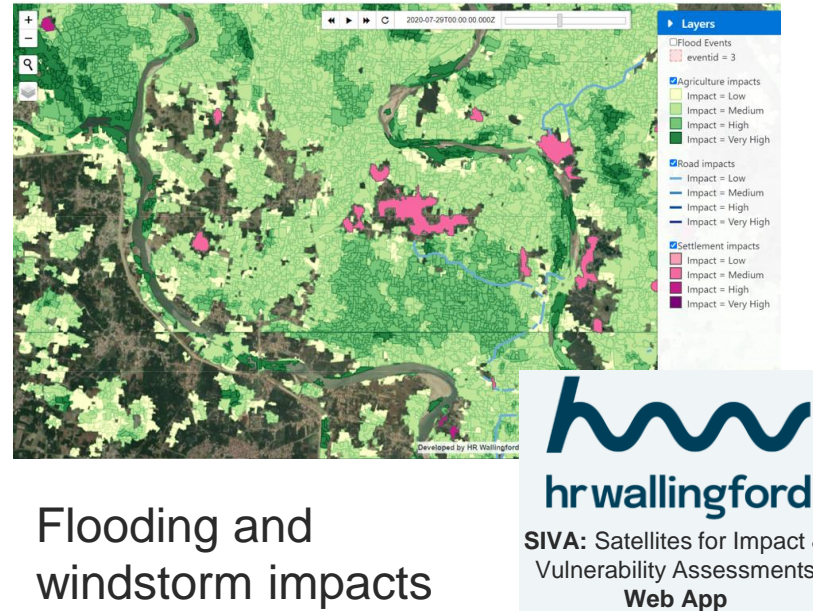 +
−
2020-07-29T00:00:00.000Z
Layers
Flood Events
eventid = 3
Agriculture impacts
Impact = Low
Impact = Medium
Impact = High
Impact = Very High
Road impacts
Impact = Low
Impact = Medium
Impact = High
Impact = Very High
Settlement impacts
Impact = Low
Impact = Medium
Impact = High
Impact = Very High
Developed by HR Wallingford
hrwallingford
SIVA: Satellites for Impact &
Vulnerability Assessments
Web App
Flooding and
windstorm impacts